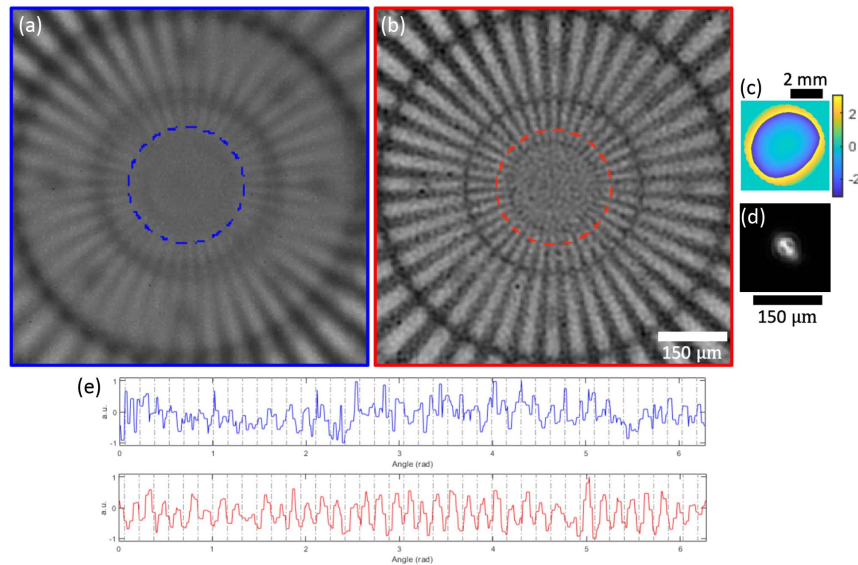 (a)
(b)
150 μm
(c)
2 mm
2
0
-2
(d)
150 μm
(e)
1
0
-1
a.u.
0 1 2 3 4 5 6
Angle (rad)
1
0
-1
a.u.
0 1 2 3 4 5 6
Angle (rad)